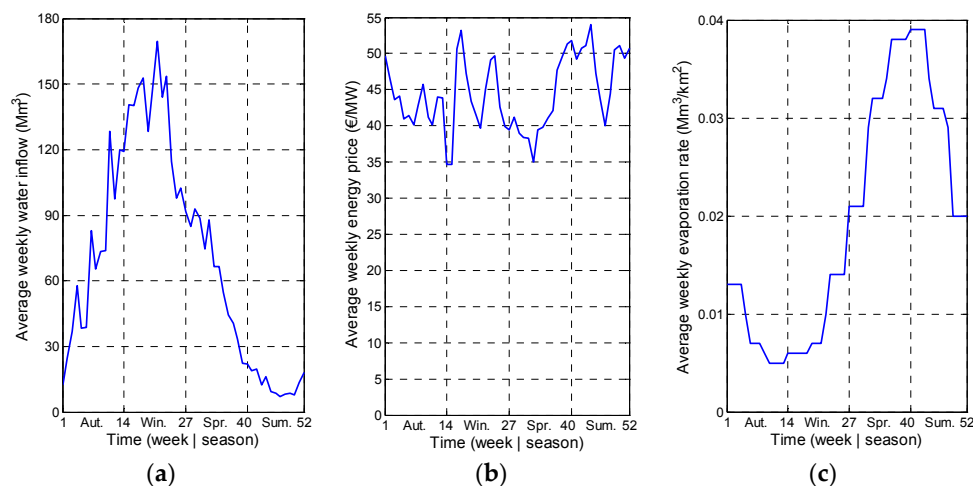 Average weekly water inflow (Mm³)
180
150
120
90
60
30
0
1 Aut. 14 Win. 27 Spr. 40 Sum. 52
Time (week | season)
(a)
Average weekly energy price (€/MW)
55
50
45
40
35
30
25
20
15
10
5
0
1 Aut. 14 Win. 27 Spr. 40 Sum. 52
Time (week | season)
(b)
Average weekly evaporation rate (Mm³/km²)
0.04
0.03
0.02
0.01
0
1 Aut. 14 Win. 27 Spr. 40 Sum. 52
Time (week | season)
(c)